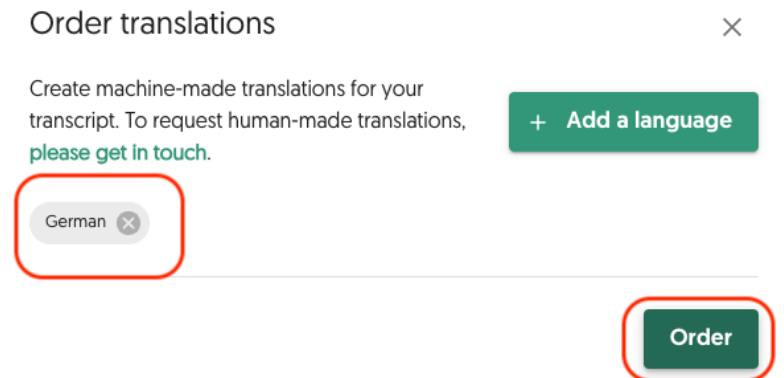 Order translations
Create machine-made translations for your
transcript. To request human-made translations,
please get in touch.
+ Add a language
German
Order